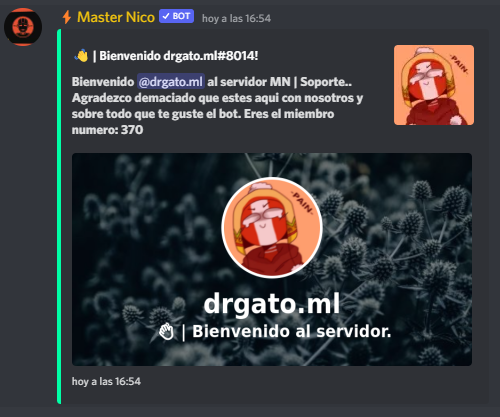 Master Nico BOT hoy a las 16:54
👋 | Bienvenido drgato.ml#8014!
Bienvenido @drgato.ml al servidor MN | Soporte..
Agradezco demaciado que estes aqui con nosotros y
sobre todo que te guste el bot. Eres el miembro
numero: 370
PAIN-
-PAIN-
drgato.ml
👋 | Bienvenido al servidor.
hoy a las 16:54